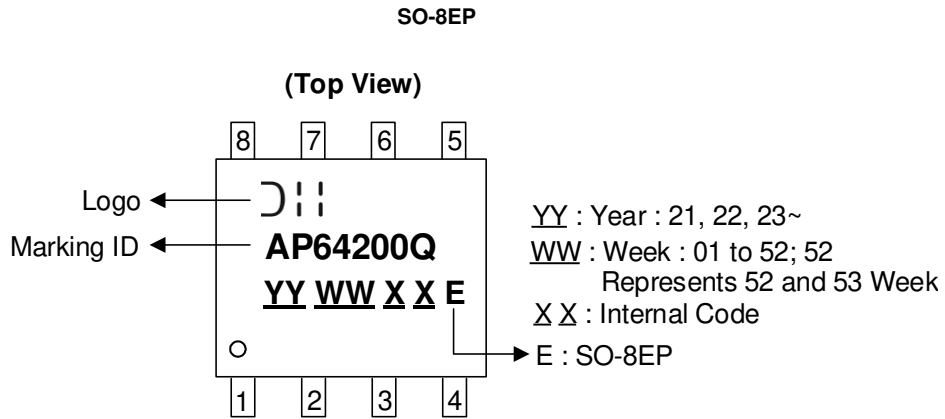 SO-8EP
(Top View)
8 7 6 5
Logo
Marking ID
AP64200Q
YY WW X X E
YY : Year : 21, 22, 23~
WW : Week : 01 to 52; 52
Represents 52 and 53 Week
X X : Internal Code
E : SO-8EP
1 2 3 4